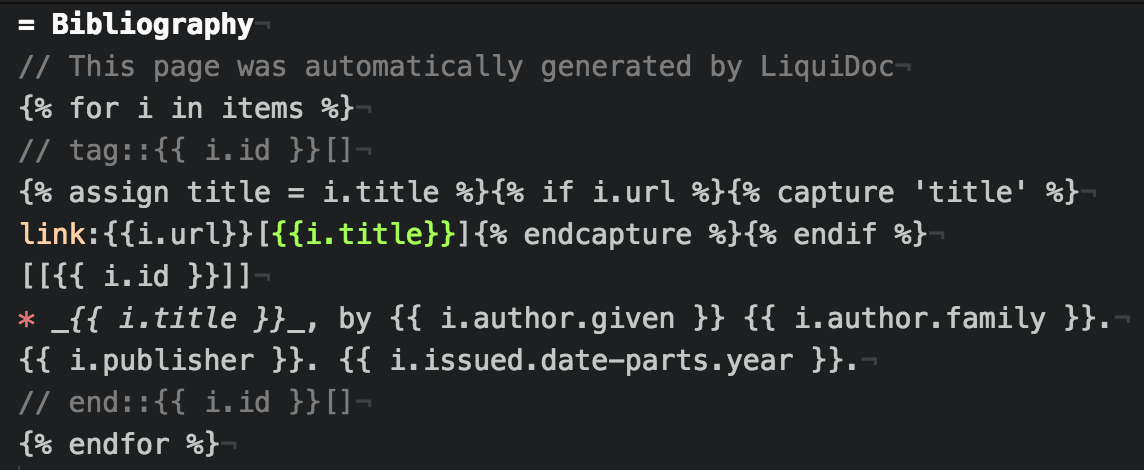 = Bibliography¬
// This page was automatically generated by LiquiDoc¬
{% for i in items %}¬
// tag::{{ i.id }}[]¬
{% assign title = i.title %}{% if i.url %}{% capture 'title' %}¬
link:{{i.url}}[{{i.title}}]{% endcapture %}{% endif %}¬
[[{{ i.id }}]]¬
* _{{ i.title }}_, by {{ i.author.given }} {{ i.author.family }}.¬
{{ i.publisher }}. {{ i.issued.date-parts.year }}.¬
// end::{{ i.id }}[]¬
{% endfor %}¬